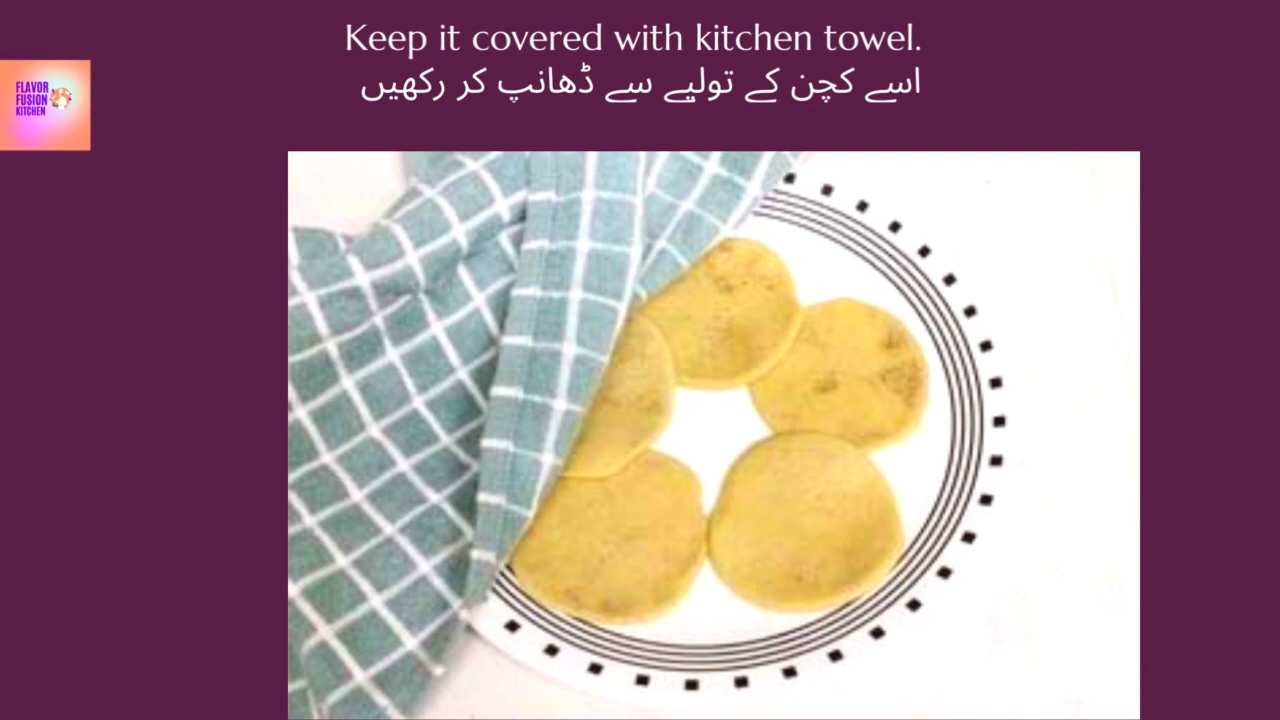 Keep it covered with kitchen towel.
اسے کچن کے تولیے سے ڈھانپ کر رکھیں
FLAVOR
FUSION
KITCHEN